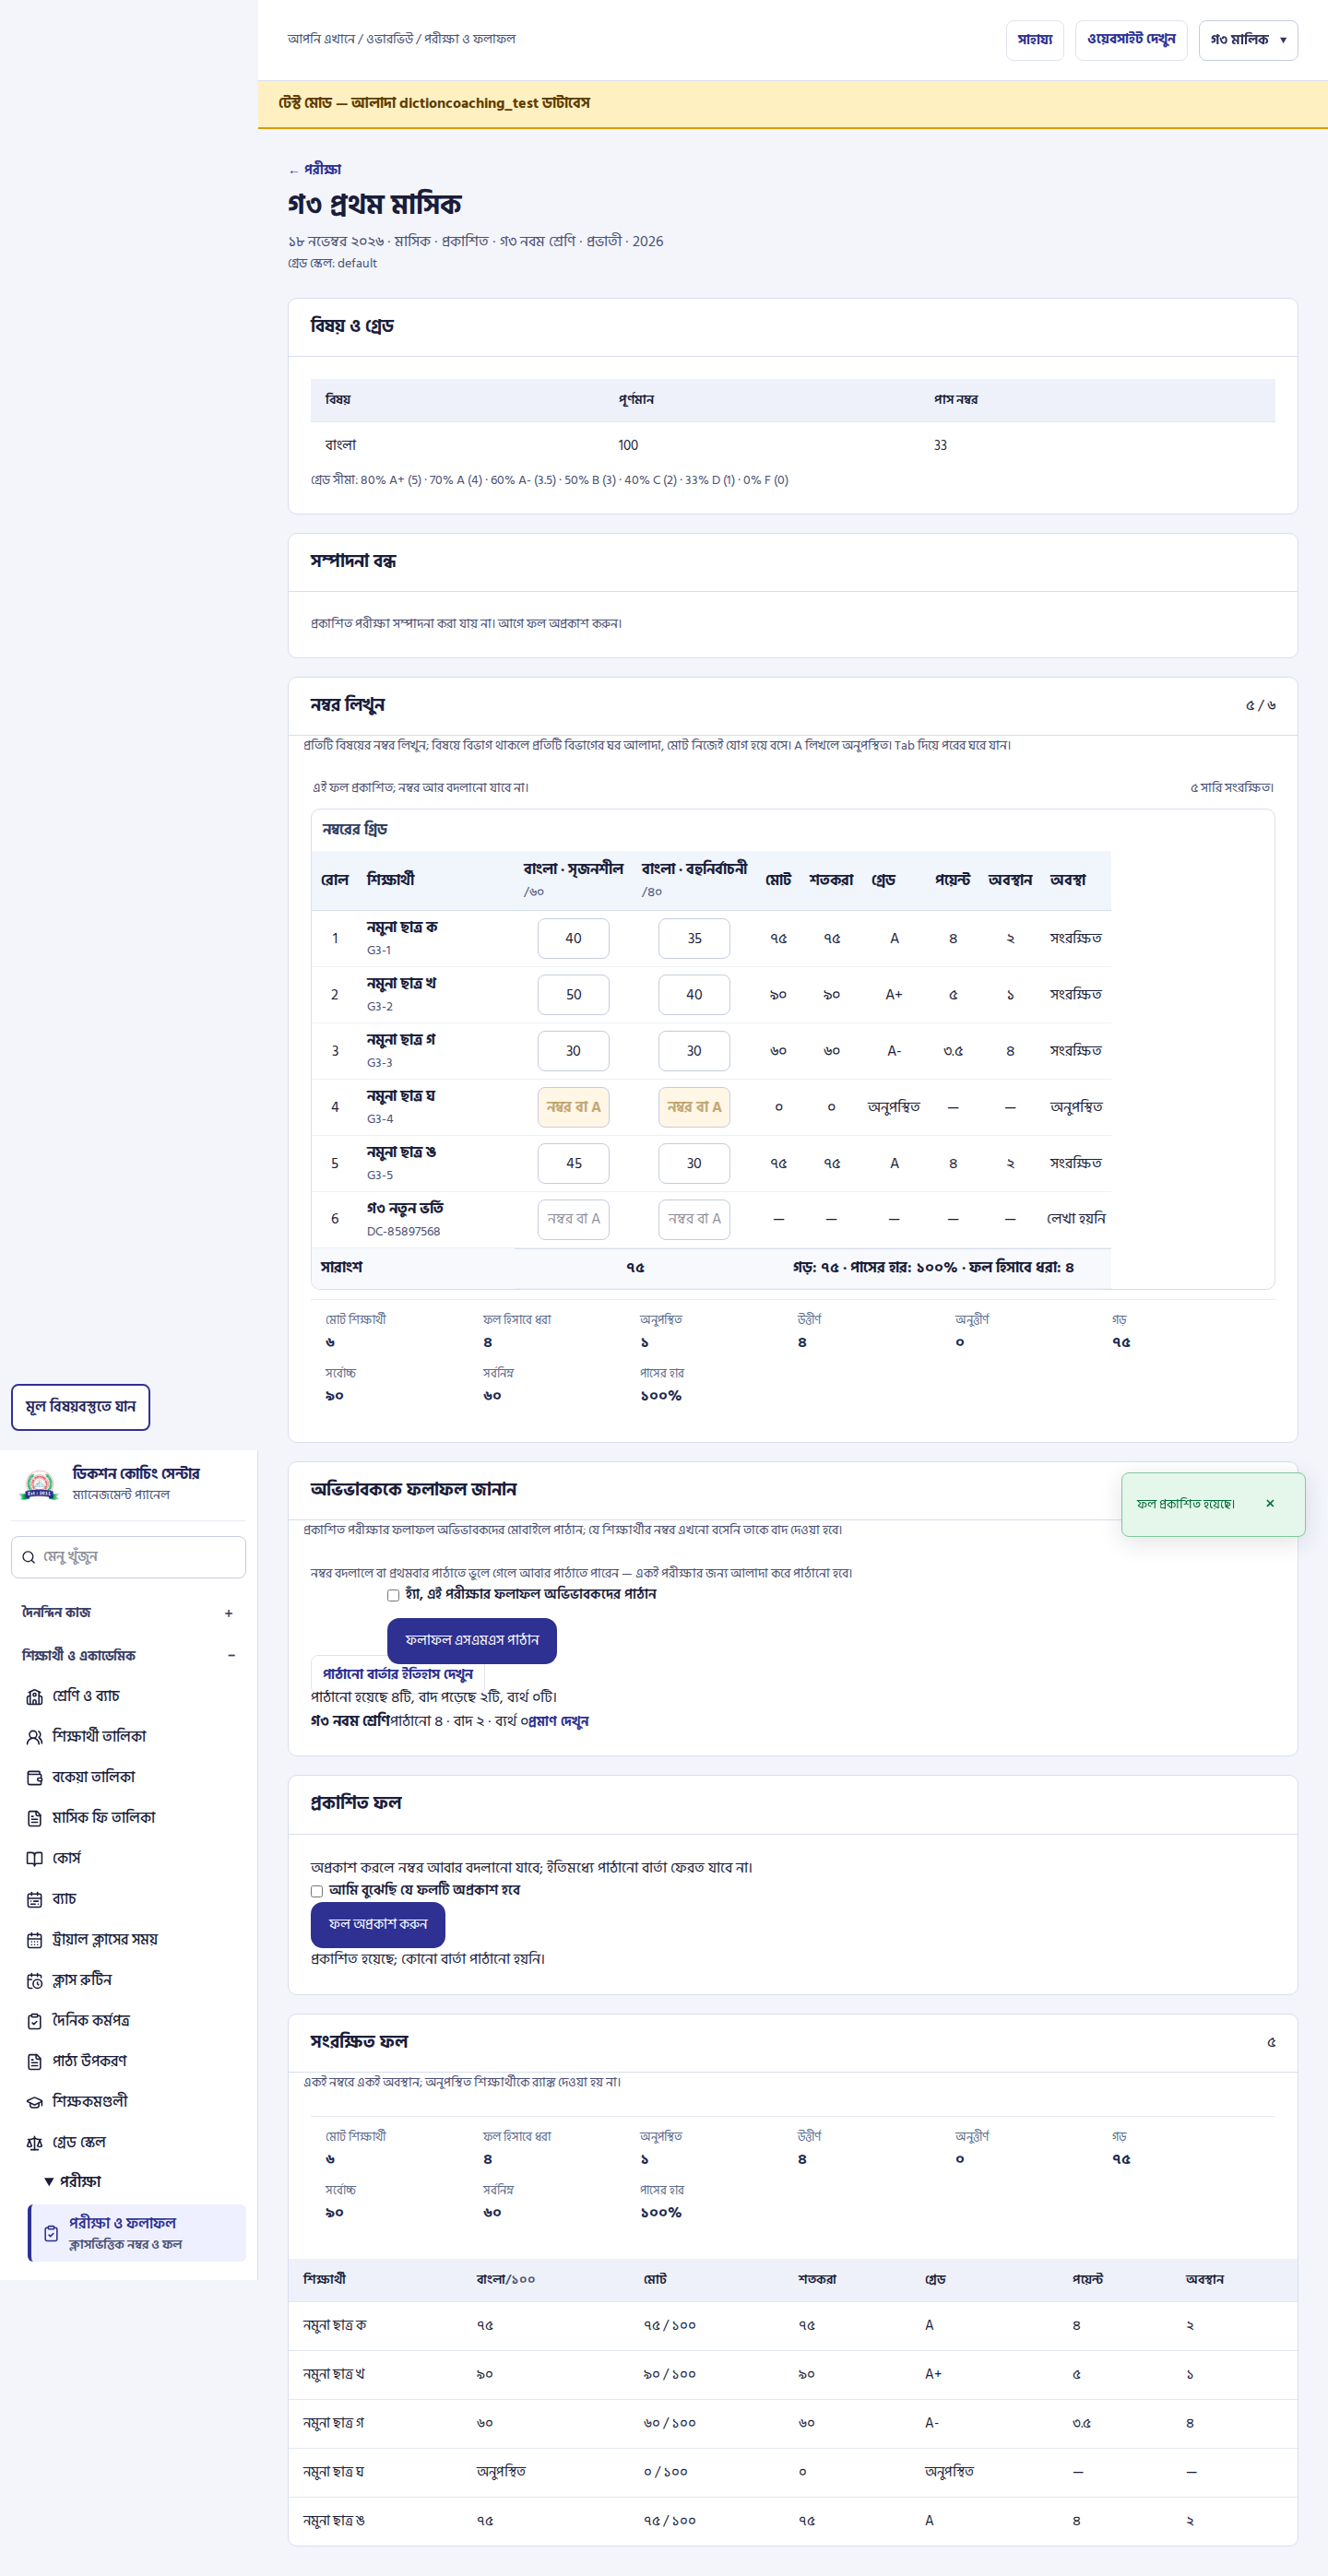 আপনি এখানে / ওভারভিউ / পরীক্ষা ও ফলাফল
সাহায্য
ওয়েবসাইট দেখুন
গ৩ মালিক
টেস্ট মোড — আলাদা dictioncoaching_test ডাটাবেস
← পরীক্ষা
গ৩ প্রথম মাসিক
১৮ নভেম্বর ২০২৬ · মাসিক · প্রকাশিত · গ৩ নবম শ্রেণি · প্রভাতী · 2026
গ্রেড স্কেল: default
বিষয় ও গ্রেড
বিষয় পূর্ণমান পাস নম্বর
বাংলা 100 33
গ্রেড সীমা: 80% A+ (5) · 70% A (4) · 60% A- (3.5) · 50% B (3) · 40% C (2) · 33% D (1) · 0% F (0)
সম্পাদনা বন্ধ
প্রকাশিত পরীক্ষা সম্পাদনা করা যায় না। আগে ফল অপ্রকাশ করুন।
নম্বর লিখুন ৫ / ৬
প্রতিটি বিষয়ের নম্বর লিখুন; বিষয়ে বিভাগ থাকলে প্রতিটি বিভাগের ঘর আলাদা, মোট নিজেই যোগ হয়ে বসে। A লিখলে অনুপস্থিত। Tab দিয়ে পরের ঘরে যান।
এই ফল প্রকাশিত; নম্বর আর বদলানো যাবে না। ৫ সারি সংরক্ষিত।
নম্বরের গ্রিড
রোল শিক্ষার্থী বাংলা · সৃজনশীল /৬০ বাংলা · বহুনির্বাচনী /৪০ মোট শতকরা গ্রেড পয়েন্ট অবস্থান অবস্থা
1 নমুনা ছাত্র ক 40 35 ৭৫ ৭৫ A ৪ ২ সংরক্ষিত
G3-1
2 নমুনা ছাত্র খ 50 40 ৯০ ৯০ A+ ৫ ১ সংরক্ষিত
G3-2
3 নমুনা ছাত্র গ 30 30 ৬০ ৬০ A- ৩.৫ ৪ সংরক্ষিত
G3-3
4 নমুনা ছাত্র ঘ নম্বর বা A নম্বর বা A ০ ০ অনুপস্থিত — — অনুপস্থিত
G3-4
5 নমুনা ছাত্র ঙ 45 30 ৭৫ ৭৫ A ৪ ২ সংরক্ষিত
G3-5
6 গ৩ নতুন ভর্তি নম্বর বা A নম্বর বা A — — — — — লেখা হয়নি
DC-85897568
সারাংশ ৭৫ গড়: ৭৫ · পাসের হার: ১০০% · ফল হিসাবে ধরা: ৪
মোট শিক্ষার্থী ফল হিসাবে ধরা অনুপস্থিত উত্তীর্ণ অনুত্তীর্ণ গড়
৬ ৪ ১ ৪ ০ ৭৫
সর্বোচ্চ সর্বনিম্ন পাসের হার
৯০ ৬০ ১০০%
মূল বিষয়বস্তুতে যান
ডিকশন কোচিং সেন্টার
ম্যানেজমেন্ট প্যানেল
মেনু খুঁজুন
দৈনন্দিন কাজ +
শিক্ষার্থী ও একাডেমিক −
শ্রেণি ও ব্যাচ
শিক্ষার্থী তালিকা
বকেয়া তালিকা
মাসিক ফি তালিকা
কোর্স
ব্যাচ
ট্রায়াল ক্লাসের সময়
ক্লাস রুটিন
দৈনিক কর্মপত্র
পাঠ্য উপকরণ
শিক্ষকমণ্ডলী
গ্রেড স্কেল
▼ পরীক্ষা
পরীক্ষা ও ফলাফল
ক্লাসভিত্তিক নম্বর ও ফল
অভিভাবককে ফলাফল জানান
ফল প্রকাশিত হয়েছে। ×
প্রকাশিত পরীক্ষার ফলাফল অভিভাবকদের মোবাইলে পাঠান; যে শিক্ষার্থীর নম্বর এখনো বসেনি তাকে বাদ দেওয়া হবে।
নম্বর বদলালে বা প্রথমবার পাঠাতে ভুলে গেলে আবার পাঠাতে পারেন — একই পরীক্ষার জন্য আলাদা করে পাঠানো হবে।
হ্যাঁ, এই পরীক্ষার ফলাফল অভিভাবকদের পাঠান
ফলাফল এসএমএস পাঠান
পাঠানো বার্তার ইতিহাস দেখুন
পাঠানো হয়েছে ৪টি, বাদ পড়েছে ২টি, ব্যর্থ ০টি।
গ৩ নবম শ্রেণিপাঠানো ৪ · বাদ ২ · ব্যর্থ ০প্রমাণ দেখুন
প্রকাশিত ফল
অপ্রকাশ করলে নম্বর আবার বদলানো যাবে; ইতিমধ্যে পাঠানো বার্তা ফেরত যাবে না।
আমি বুঝেছি যে ফলটি অপ্রকাশ হবে
ফল অপ্রকাশ করুন
প্রকাশিত হয়েছে; কোনো বার্তা পাঠানো হয়নি।
সংরক্ষিত ফল ৫
একই নম্বরে একই অবস্থান; অনুপস্থিত শিক্ষার্থীকে র‍্যাঙ্ক দেওয়া হয় না।
মোট শিক্ষার্থী ফল হিসাবে ধরা অনুপস্থিত উত্তীর্ণ অনুত্তীর্ণ গড়
৬ ৪ ১ ৪ ০ ৭৫
সর্বোচ্চ সর্বনিম্ন পাসের হার
৯০ ৬০ ১০০%
শিক্ষার্থী বাংলা/১০০ মোট শতকরা গ্রেড পয়েন্ট অবস্থান
নমুনা ছাত্র ক ৭৫ ৭৫ / ১০০ ৭৫ A ৪ ২
নমুনা ছাত্র খ ৯০ ৯০ / ১০০ ৯০ A+ ৫ ১
নমুনা ছাত্র গ ৬০ ৬০ / ১০০ ৬০ A- ৩.৫ ৪
নমুনা ছাত্র ঘ অনুপস্থিত ০ / ১০০ ০ অনুপস্থিত — —
নমুনা ছাত্র ঙ ৭৫ ৭৫ / ১০০ ৭৫ A ৪ ২